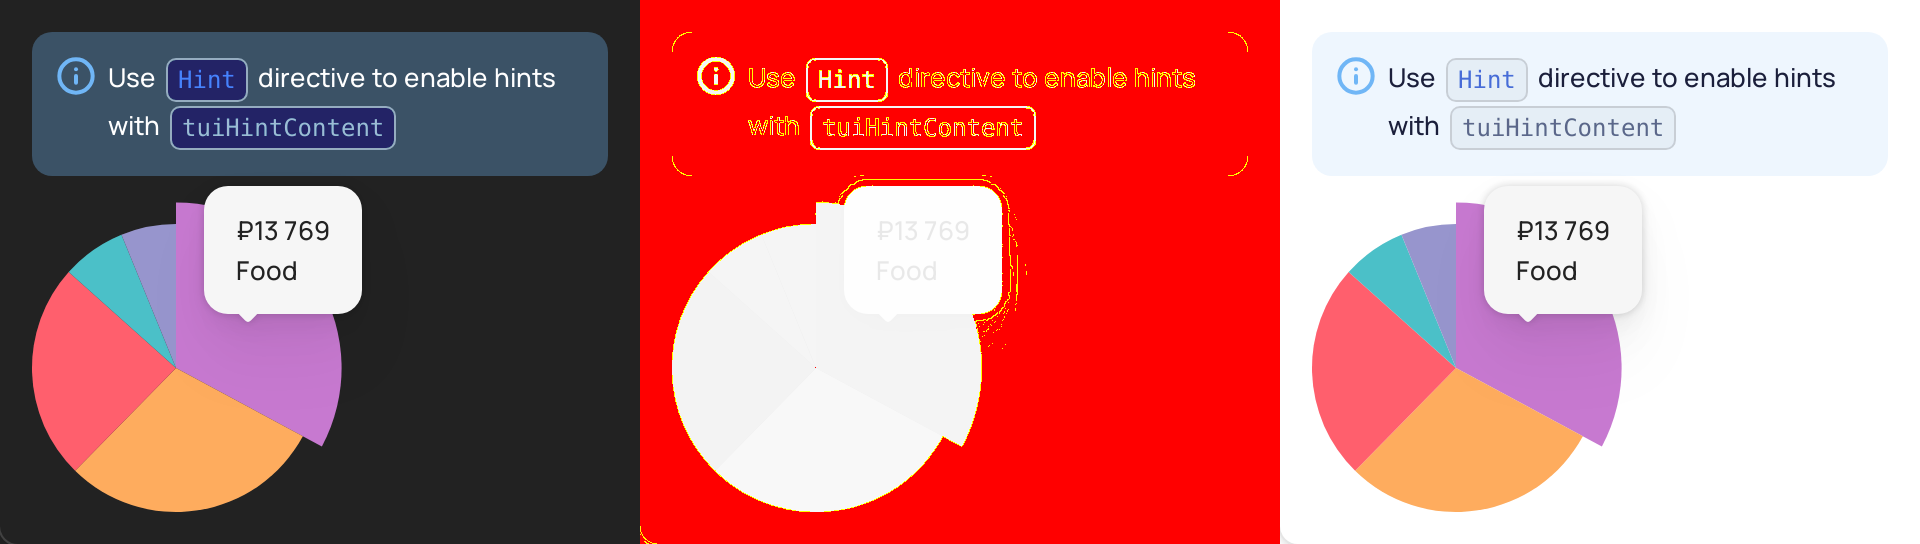 Use Hint directive to enable hints
with tuiHintContent
₽13 769
Food
Use Hint directive to enable hints
with tuiHintContent
₽13 769
Food
Use Hint directive to enable hints
with tuiHintContent
₽13 769
Food